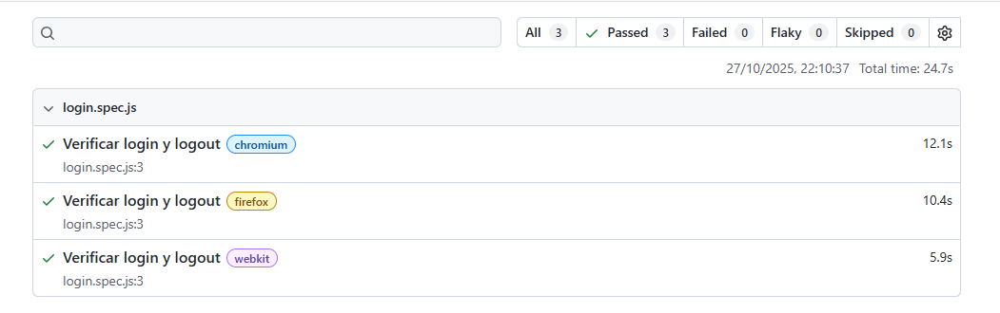 All 3 Passed 3 Failed 0 Flaky 0 Skipped 0
27/10/2025, 22:10:37 Total time: 24.7s
login.spec.js
Verificar login y logout chromium 12.1s
login.spec.js:3
Verificar login y logout firefox 10.4s
login.spec.js:3
Verificar login y logout webkit 5.9s
login.spec.js:3